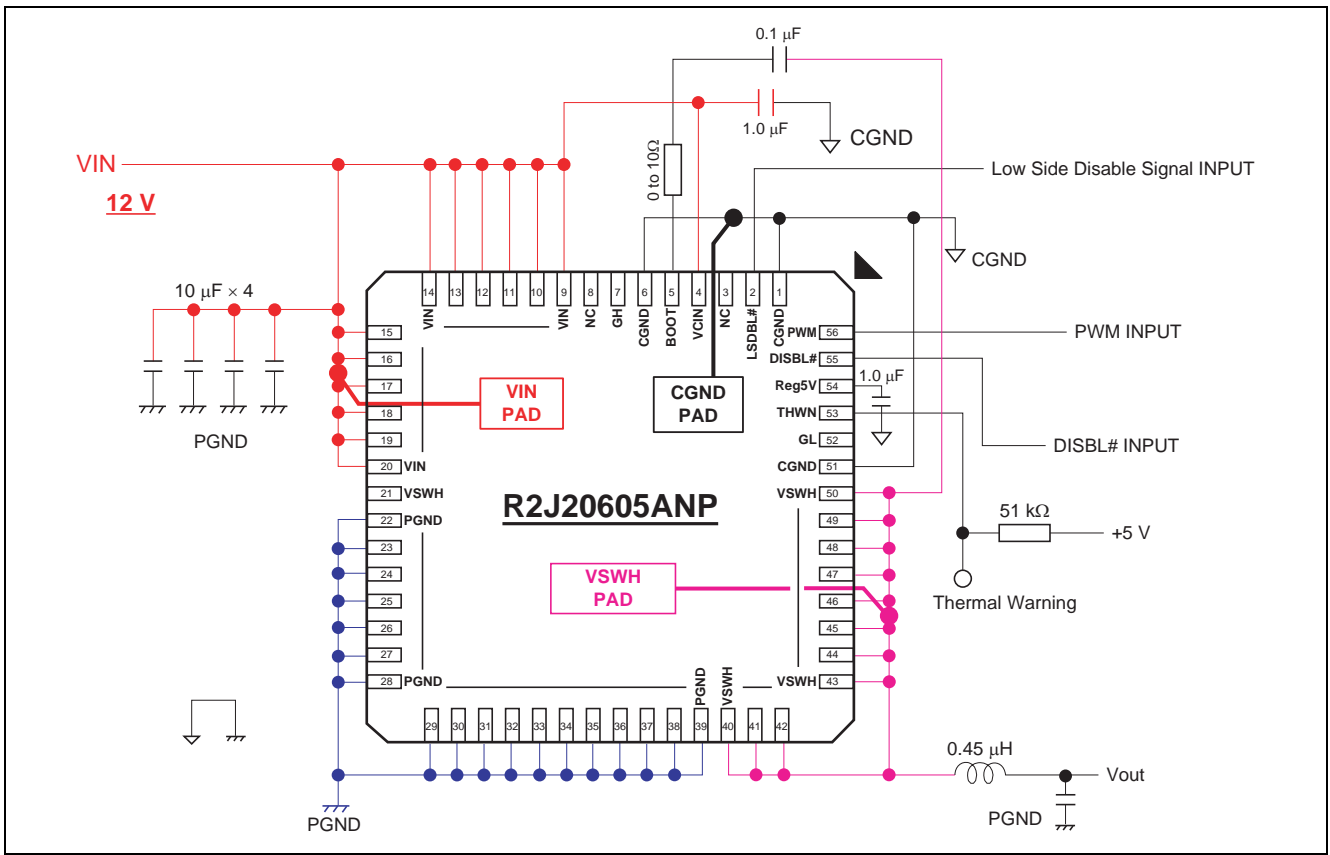 0.1 μF
1.0 μF
CGND
VIN
12 V
0 to 10Ω
Low Side Disable Signal INPUT
CGND
10 μF × 4
PGND
14 13 12 11 10 9 8 7 6 5 4 3 2 1
VIN VIN NC GH CGND BOOT VCIN NC LSDBL# CGND
15
16
17
18
19
20 VIN
21 VSWH
22 PGND
23
24
25
26
27
28 PGND
VIN
PAD
CGND
PAD
R2J20605ANP
VSWH
PAD
PWM 56
DISBL# 55
Reg5V 54
THWN 53
GL 52
CGND 51
VSWH 50
49
48
47
46
45
44
VSWH 43
PWM INPUT
1.0 μF
DISBL# INPUT
51 kΩ
+5 V
Thermal Warning
PGND VSWH
29 30 31 32 33 34 35 36 37 38 39 40 41 42
PGND
0.45 μH
Vout
PGND